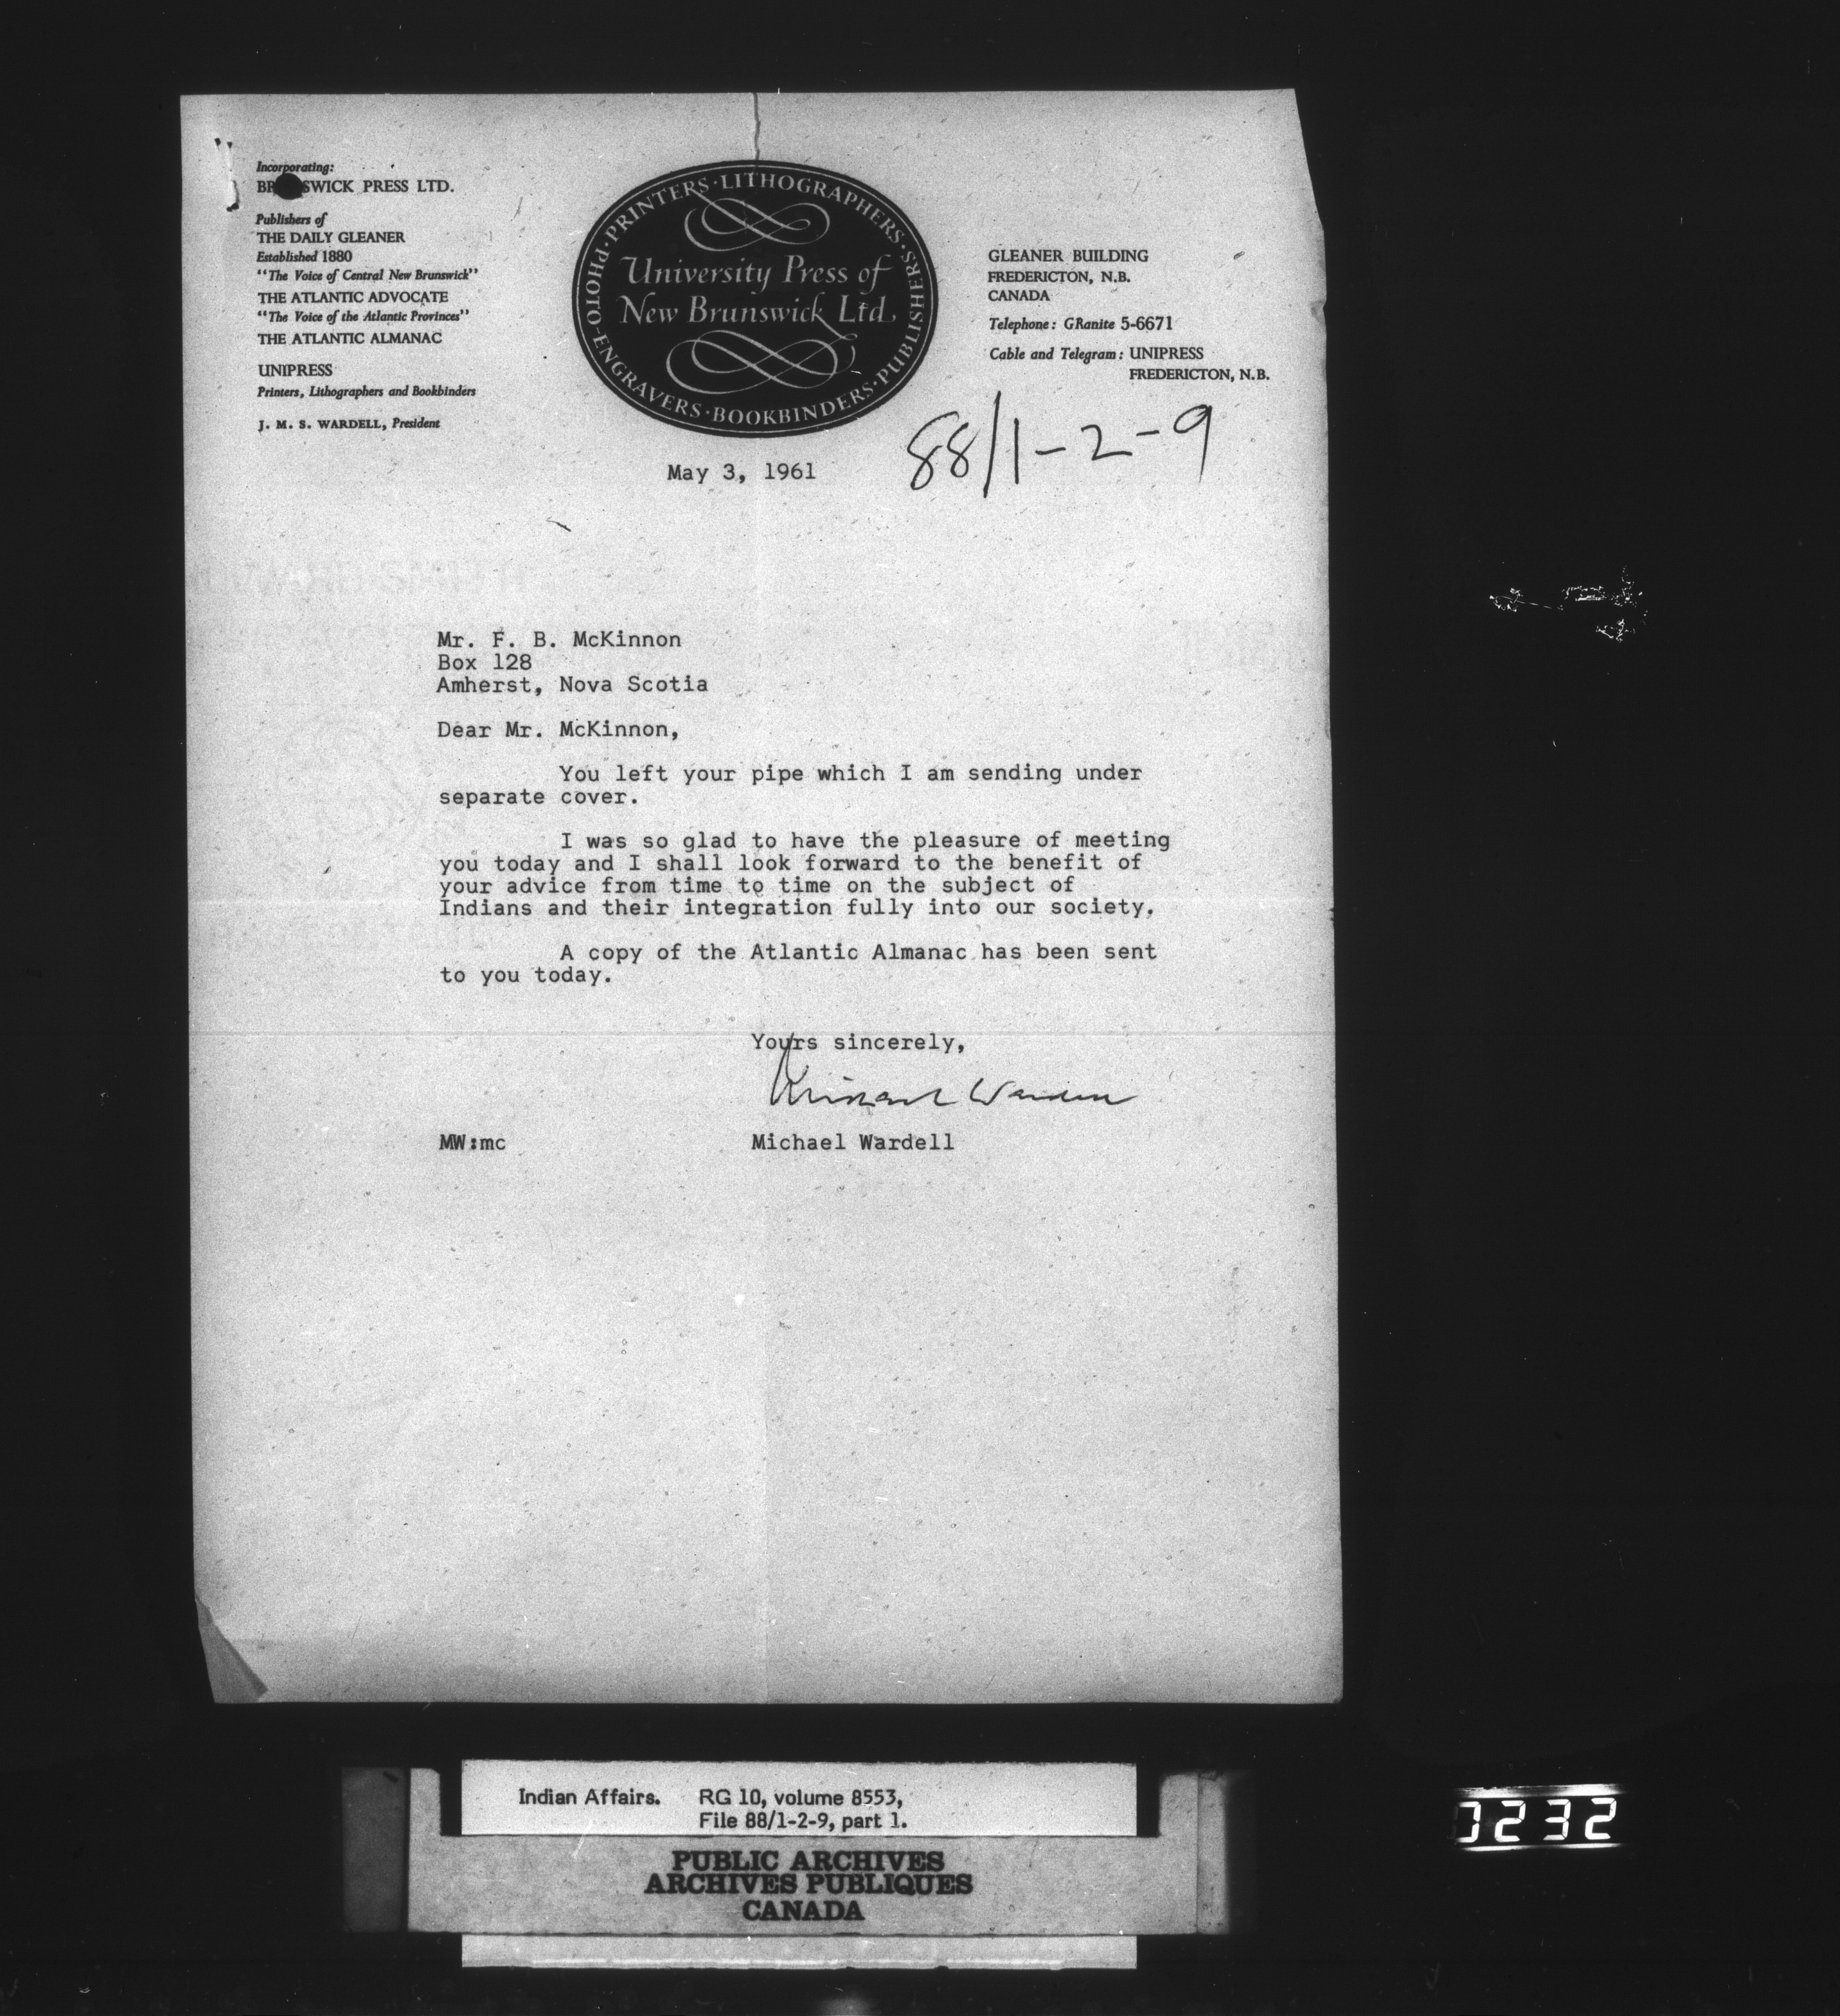 Incorporating:
BR SWICK PRESS LTD.
Publishers of
THE DAILY GLEANER
Established 1880
"The Voice of Central New Brunswick"
THE ATLANTIC ADVOCATE
"The Voice of the Atlantic Provinces"
THE ATLANTIC ALMANAC
UNIPRESS
Printers, Lithographers and Bookbinders
J. M. S. WARDELL, President
PHOTO-ENGRAVERS · PRINTERS · LITHOGRAPHERS · PUBLISHERS · BOOKBINDERS
University Press of
New Brunswick Ltd.
GLEANER BUILDING
FREDERICTON, N.B.
CANADA
Telephone: GRanite 5-6671
Cable and Telegram: UNIPRESS
FREDERICTON, N.B.
88/1-2-9
May 3, 1961
Mr. F. B. McKinnon
Box 128
Amherst, Nova Scotia
Dear Mr. McKinnon,
You left your pipe which I am sending under
separate cover.
I was so glad to have the pleasure of meeting
you today and I shall look forward to the benefit of
your advice from time to time on the subject of
Indians and their integration fully into our society.
A copy of the Atlantic Almanac has been sent
to you today.
Yours sincerely,
Michael Wardell
MW:mc Michael Wardell
Indian Affairs. RG 10, volume 8553,
File 88/1-2-9, part 1.
PUBLIC ARCHIVES
ARCHIVES PUBLIQUES
CANADA
0232